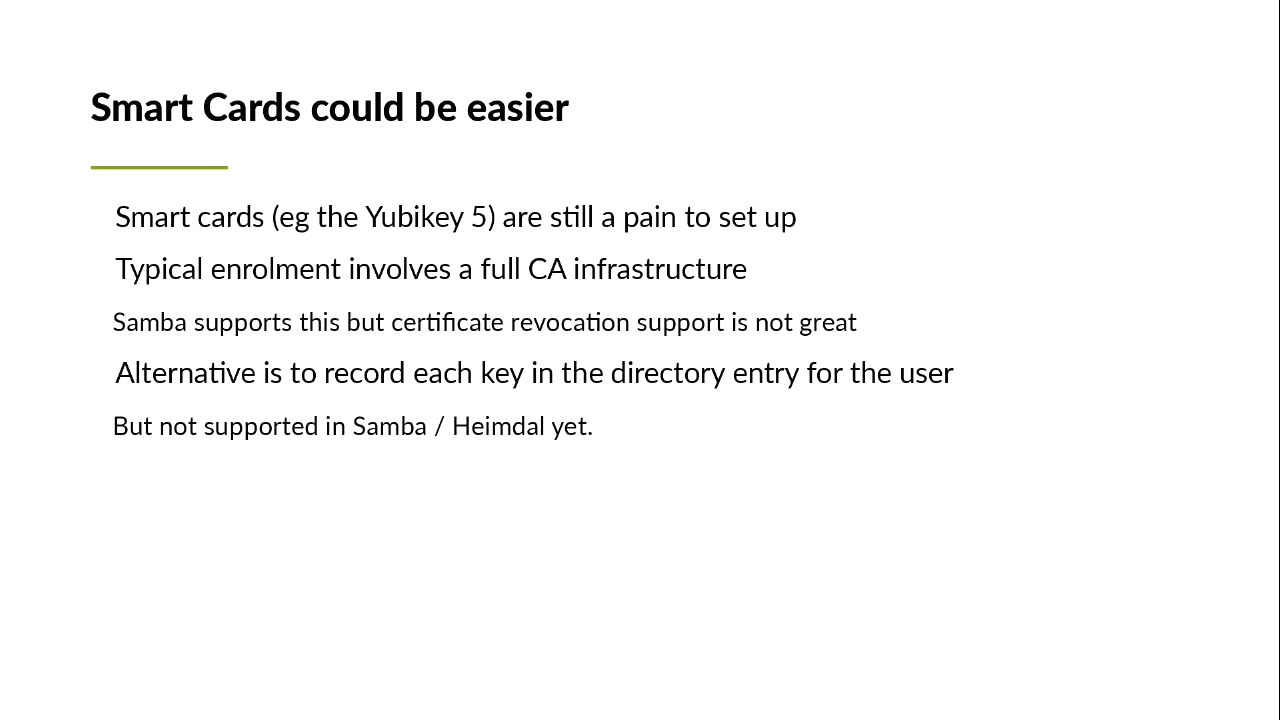 Smart Cards could be easier
Smart cards (eg the Yubikey 5) are still a pain to set up
Typical enrolment involves a full CA infrastructure
Samba supports this but certificate revocation support is not great
Alternative is to record each key in the directory entry for the user
But not supported in Samba / Heimdal yet.